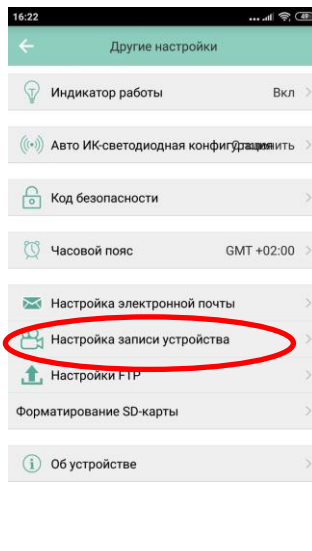 16:22
49
Другие настройки
Индикатор работы Вкл
Авто ИК-светодиодная конфигурация
Код безопасности
Часовой пояс GMT +02:00
Настройка электронной почты
Настройка записи устройства
Настройки FTP
Форматирование SD-карты
Об устройстве